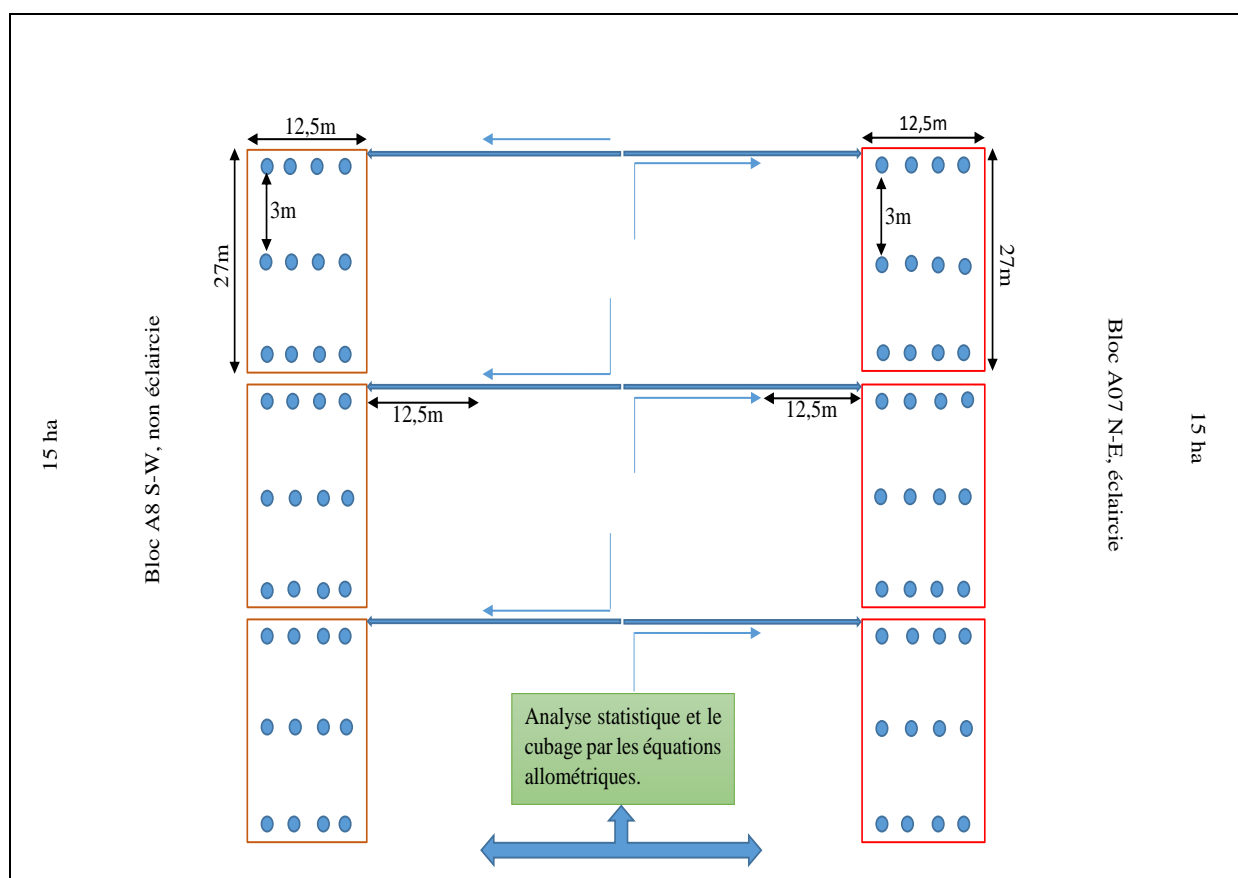 12,5m
12,5m
3m
3m
27m
27m
12,5m
12,5m
15 ha
Bloc A8 S-W, non éclaircie
Bloc A07 N-E, éclaircie
15 ha
Analyse statistique et le
cubage par les équations
allométriques.